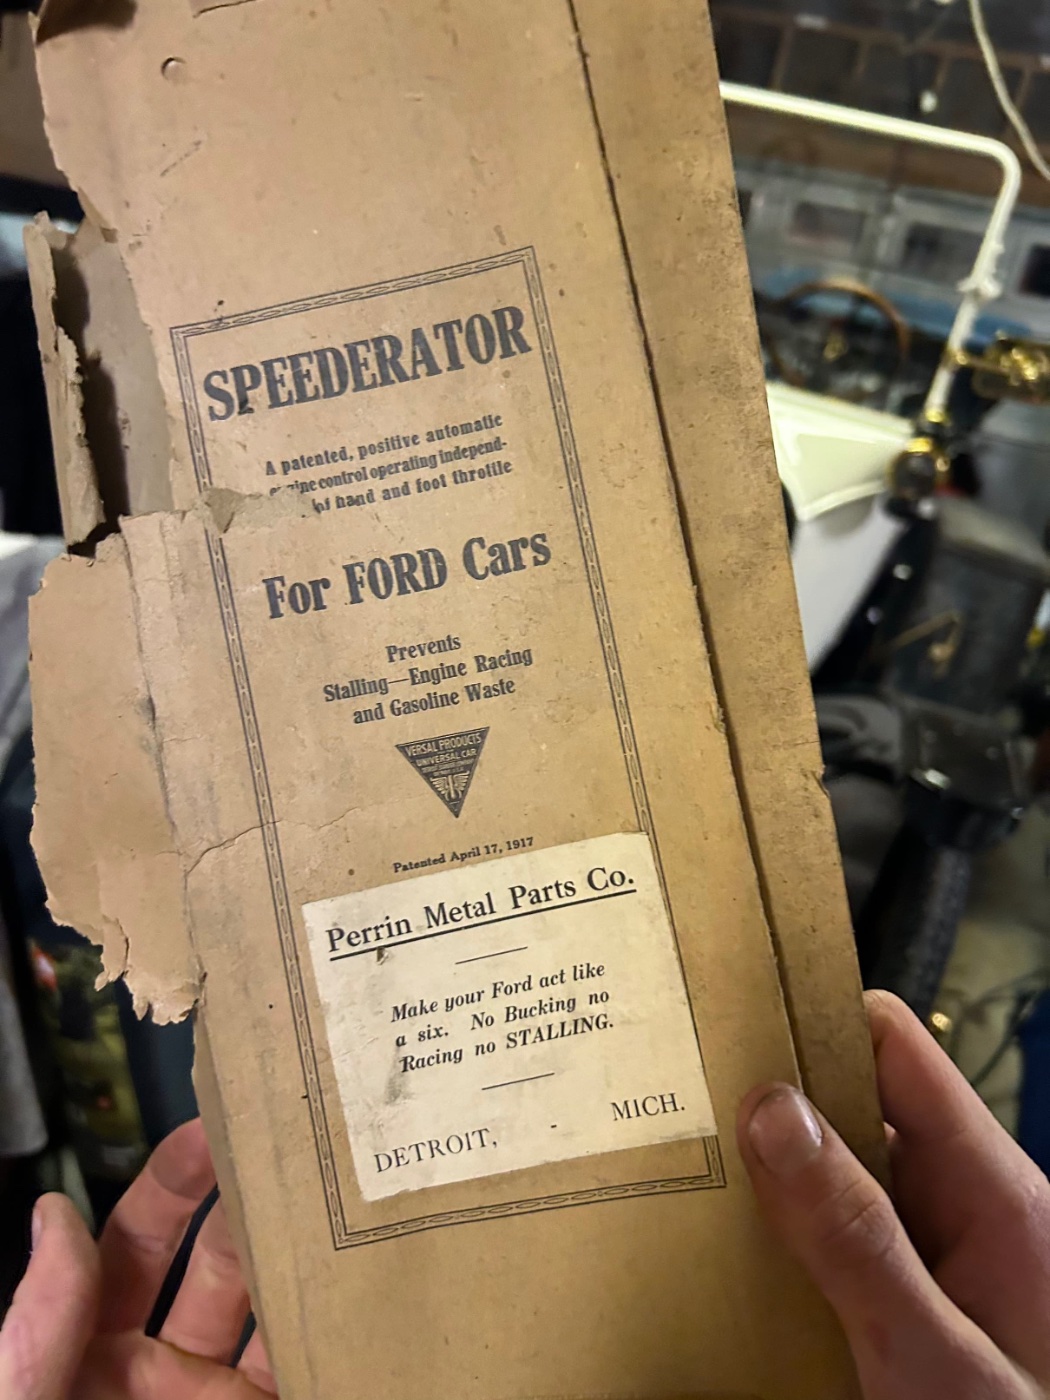 SPEEDERATOR
A patented, positive automatic
engine control operating independ-
of hand and foot throttle
For FORD Cars
Prevents
Stalling—Engine Racing
and Gasoline Waste
VERSAL PRODUCTS
UNIVERSAL CAR
Patented April 17, 1917
Perrin Metal Parts Co.
Make your Ford act like
a six. No Bucking no
Racing no STALLING.
DETROIT, - MICH.